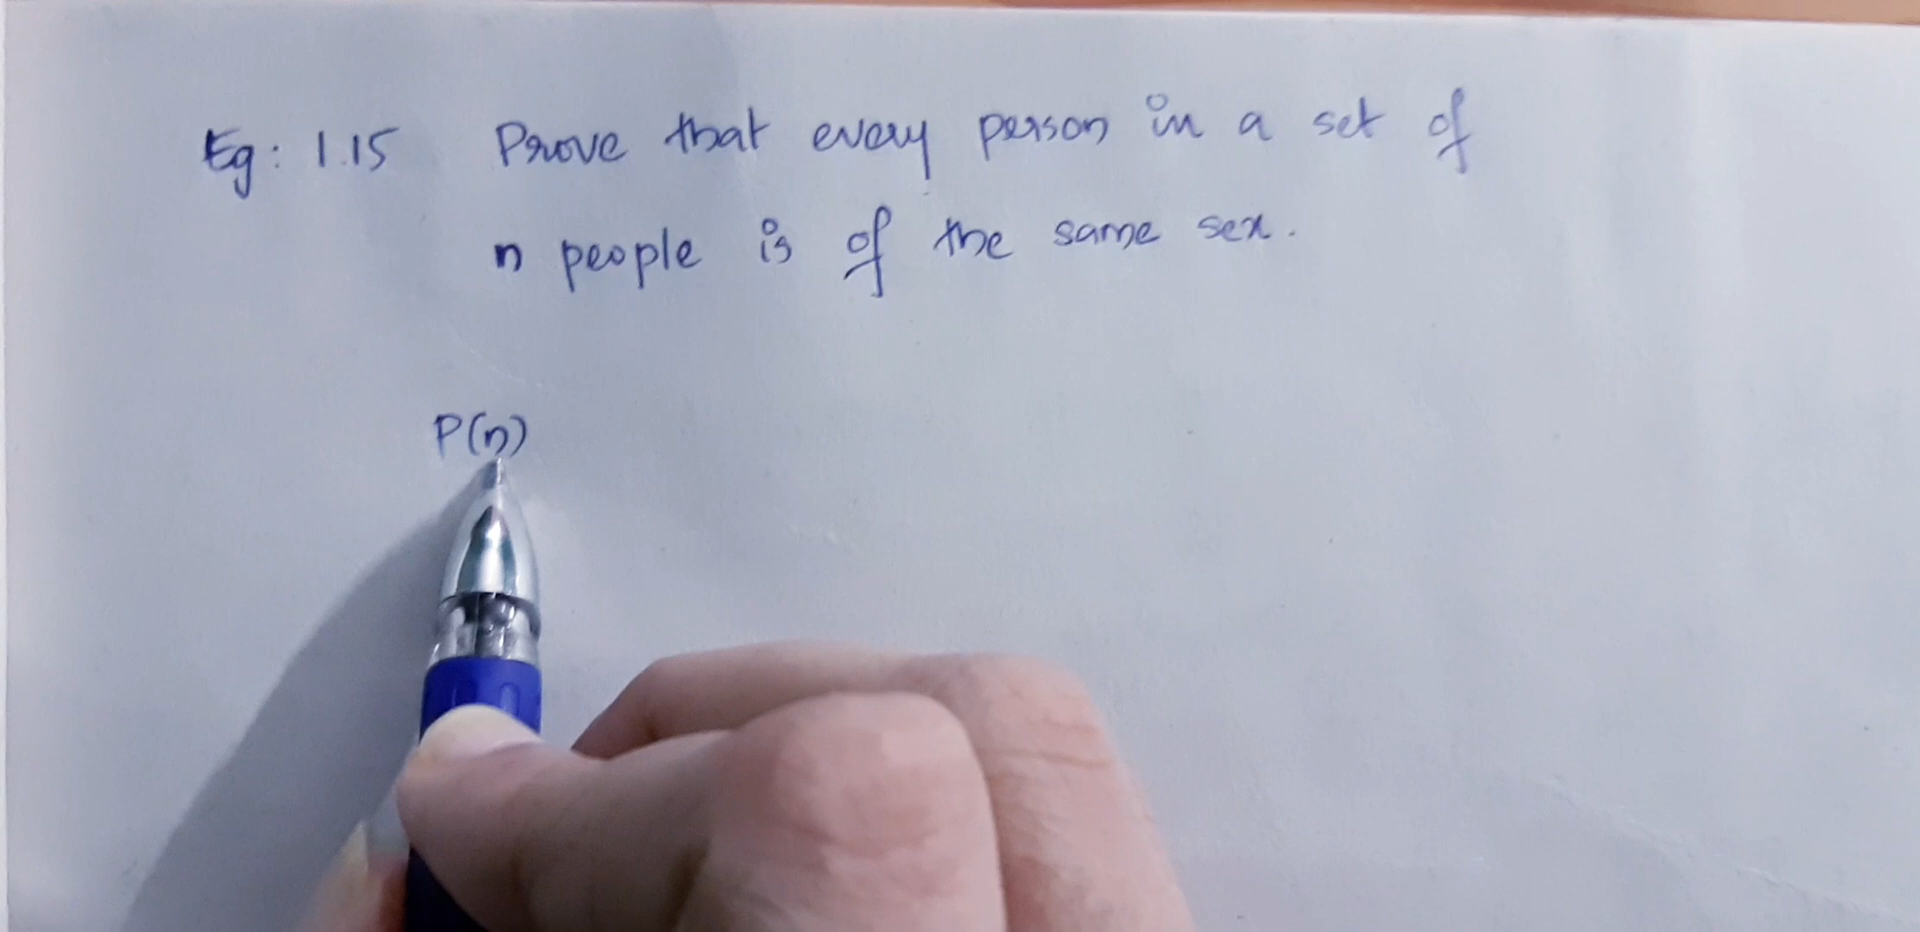 Eg: 1.15 Prove that every person in a set of
n people is of the same sex.
P(n)